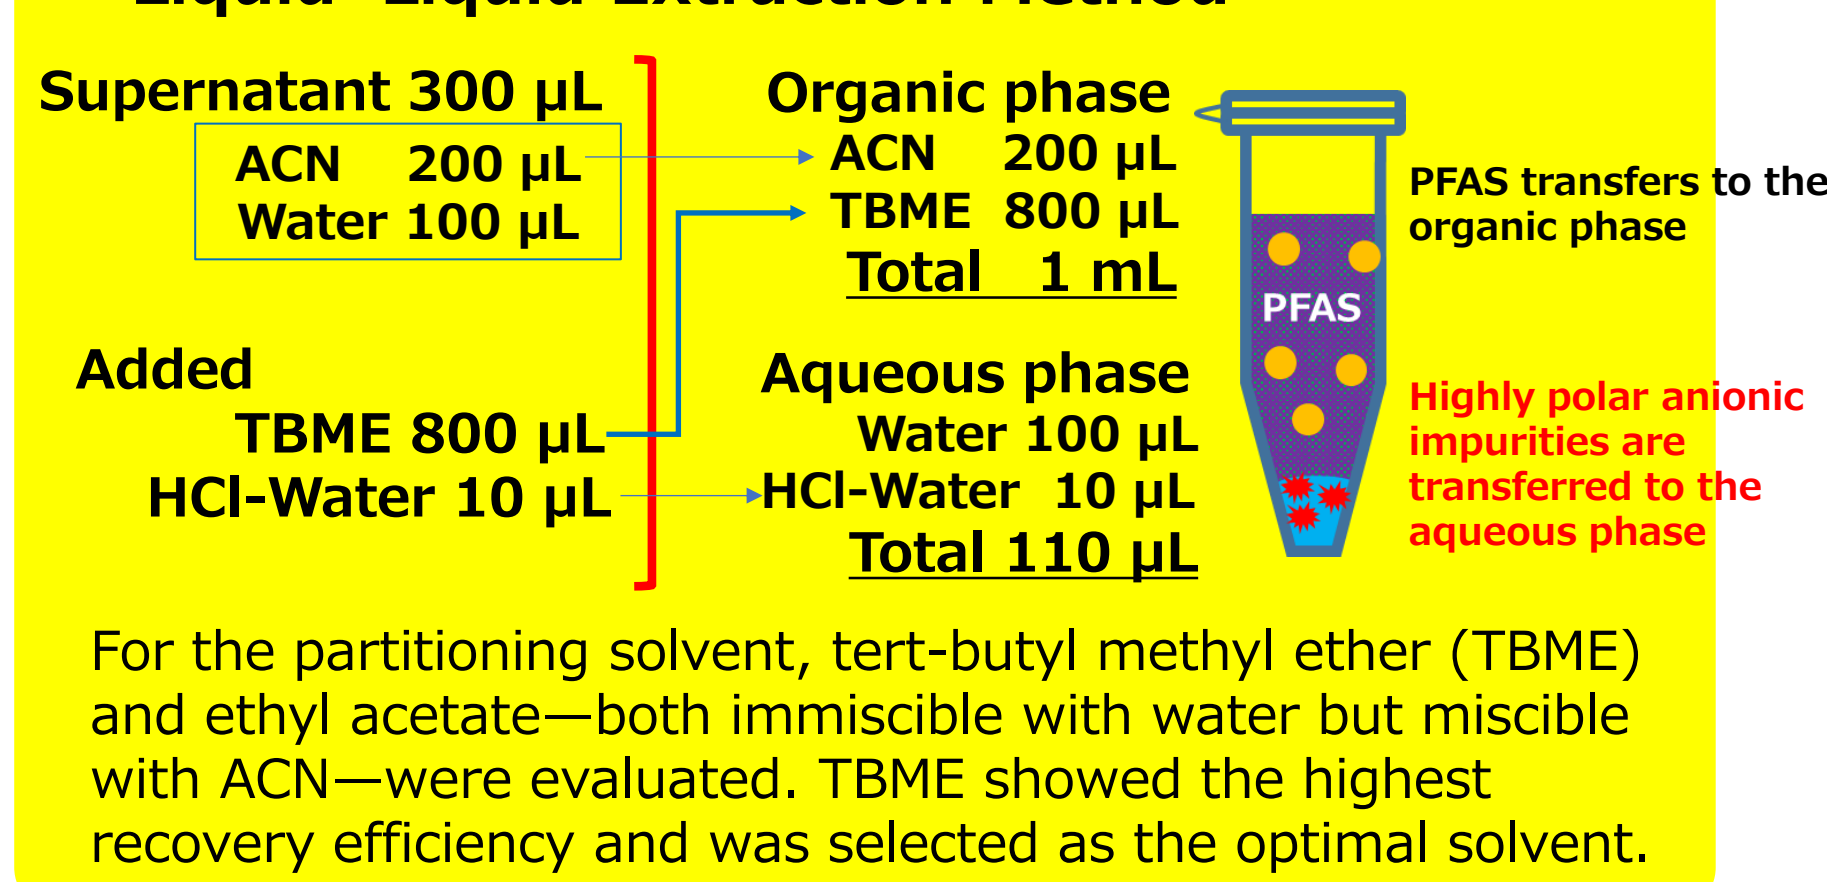 Liquid-Liquid Extraction Method
Supernatant 300 µL
ACN 200 µL
Water 100 µL
Added
TBME 800 µL
HCl-Water 10 µL
Organic phase
ACN 200 µL
TBME 800 µL
Total 1 mL
Aqueous phase
Water 100 µL
HCl-Water 10 µL
Total 110 µL
PFAS
PFAS transfers to the
organic phase
Highly polar anionic
impurities are
transferred to the
aqueous phase
For the partitioning solvent, tert-butyl methyl ether (TBME)
and ethyl acetate—both immiscible with water but miscible
with ACN—were evaluated. TBME showed the highest
recovery efficiency and was selected as the optimal solvent.